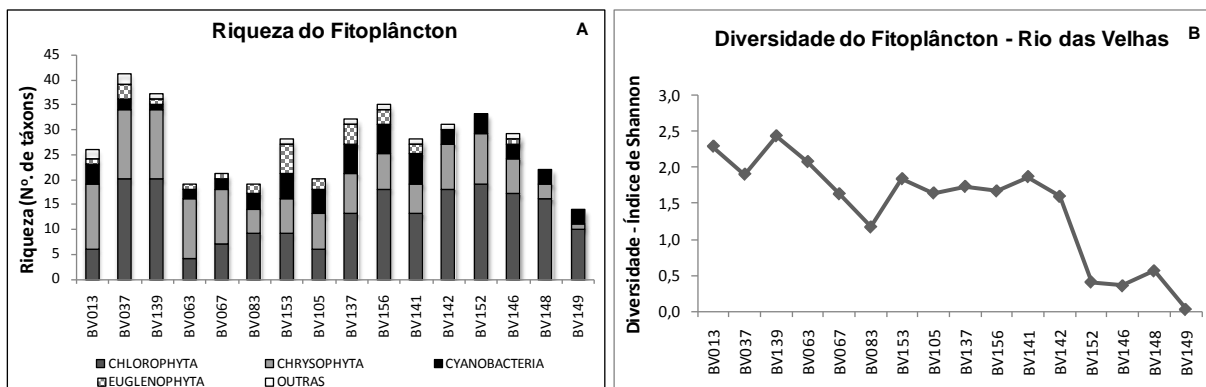 Riqueza do Fitoplâncton
A
Riqueza (Nº. de táxons)
45
40
35
30
25
20
15
10
5
0
BV013
BV037
BV139
BV063
BV067
BV083
BV153
BV105
BV137
BV156
BV141
BV142
BV152
BV146
BV148
BV149
CHLOROPHYTA CHRYSOPHYTA CYANOBACTERIA
EUGLENOPHYTA OUTRAS
Diversidade do Fitoplâncton - Rio das Velhas
B
Diversidade - Índice de Shannon
3,0
2,5
2,0
1,5
1,0
0,5
0,0
BV013
BV037
BV139
BV063
BV067
BV083
BV153
BV105
BV137
BV156
BV141
BV142
BV152
BV146
BV148
BV149